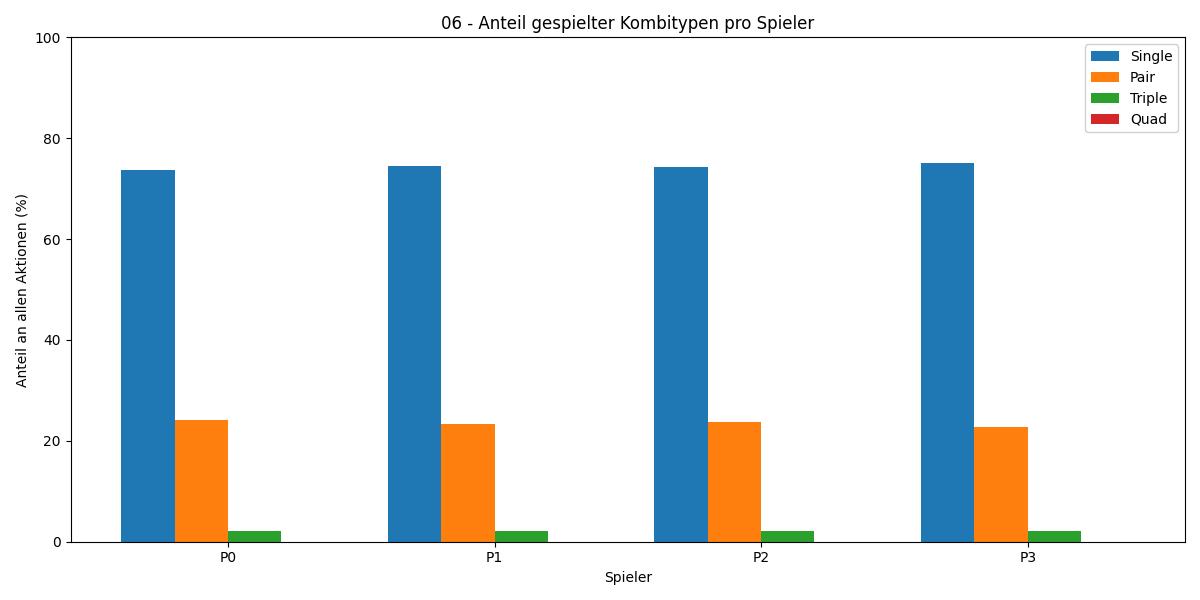 06 - Anteil gespielter Kombitypen pro Spieler
100
80
60
40
20
0
Anteil an allen Aktionen (%)
Single
Pair
Triple
Quad
P0 P1 P2 P3
Spieler